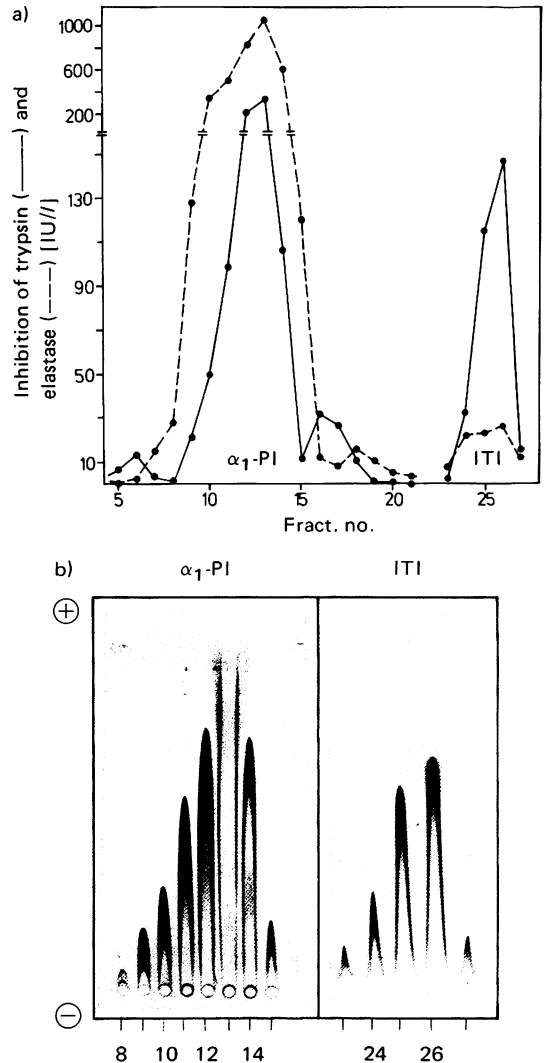 a)
1000
600
200
130
90
50
10
Inhibition of trypsin (———) and
elastase (– – –) [IU/l]
α1-PI
ITI
5 10 15 20 25
Fract. no.
b)
α1-PI ITI
+
−
8 10 12 14 24 26